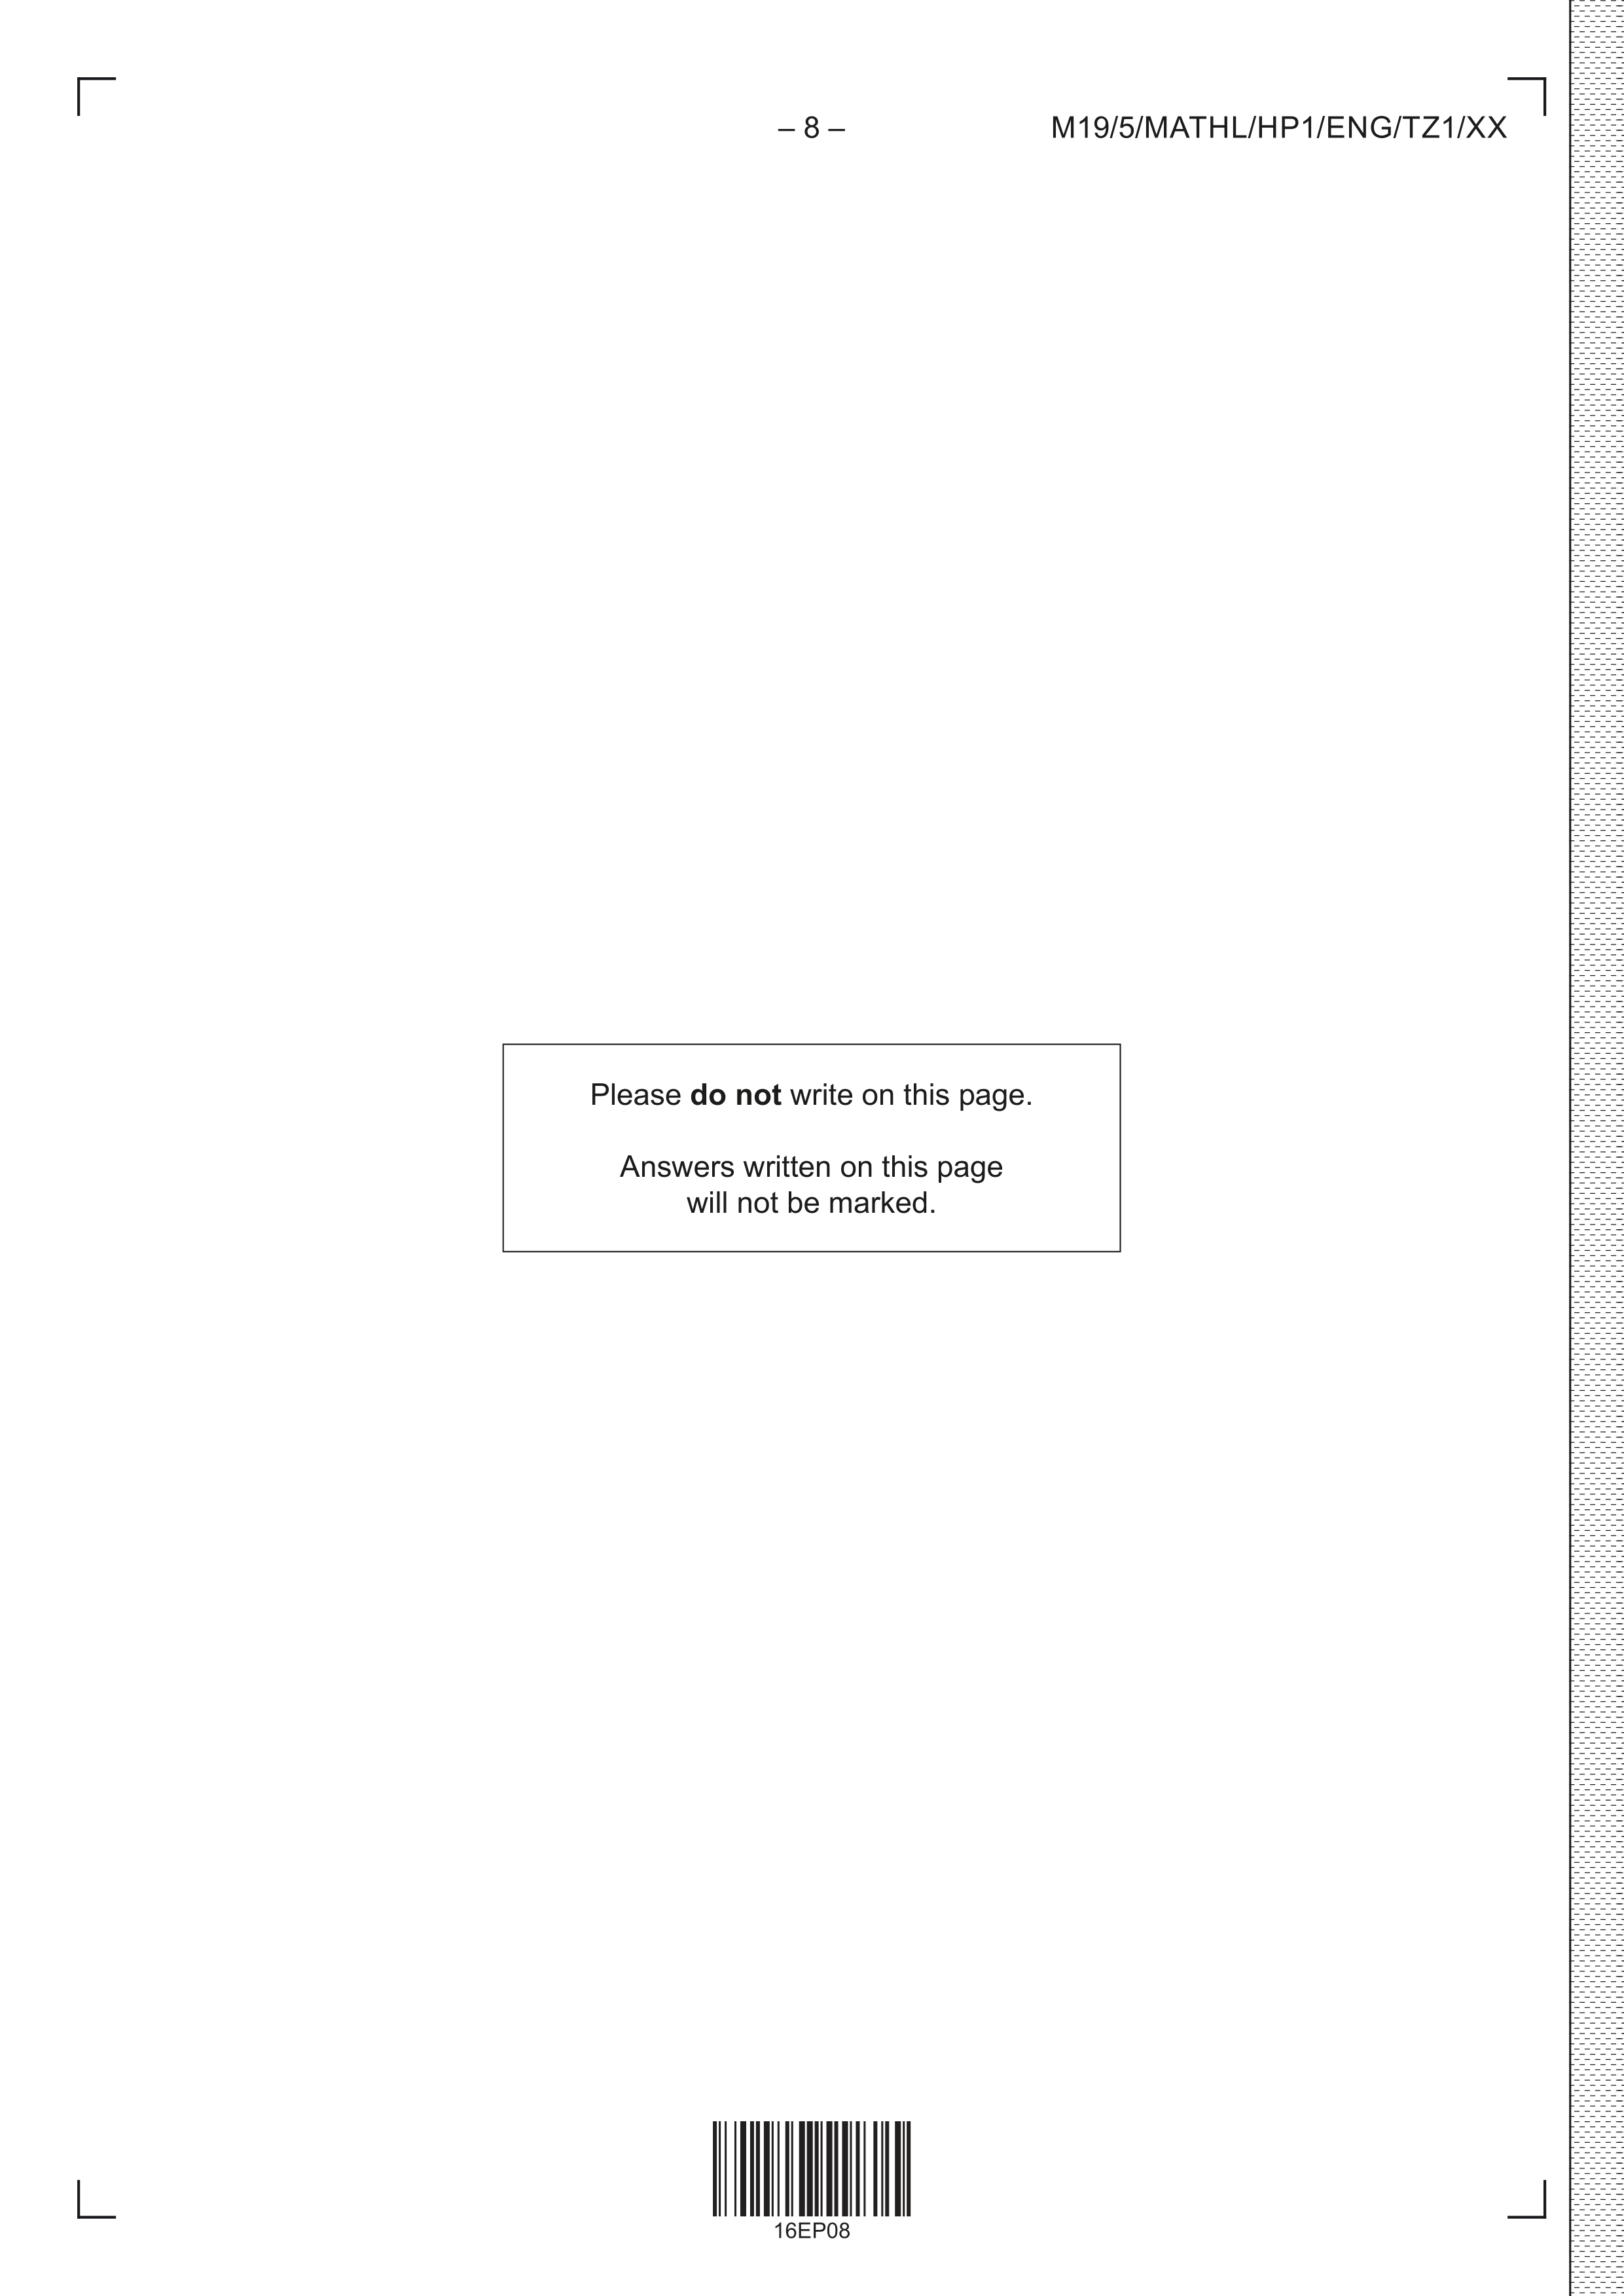 – 8 –
M19/5/MATHL/HP1/ENG/TZ1/XX
Please do not write on this page.
Answers written on this page
will not be marked.
16EP08